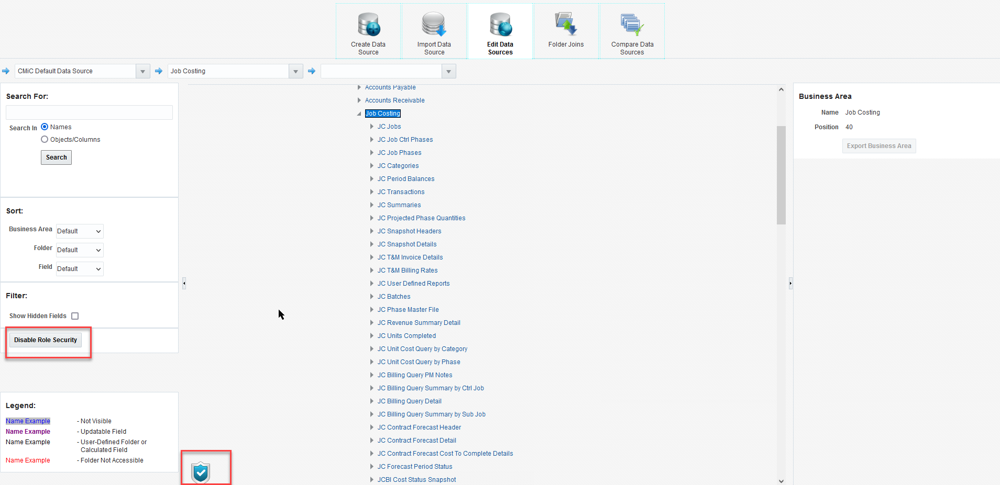 Create Data
Source
Import Data
Source
Edit Data
Sources
Folder Joins
Compare Data
Sources
CMiC Default Data Source
Job Costing
Search For:
Search In
Names
Objects/Columns
Search
Sort:
Business Area
Default
Folder
Default
Field
Default
Filter:
Show Hidden Fields
Disable Role Security
Legend:
Name Example - Not Visible
Name Example - Updatable Field
Name Example - User-Defined Folder or
Calculated Field
Name Example - Folder Not Accessible
Accounts Payable
Accounts Receivable
Job Costing
JC Jobs
JC Job Ctrl Phases
JC Job Phases
JC Categories
JC Period Balances
JC Transactions
JC Summaries
JC Projected Phase Quantities
JC Snapshot Headers
JC Snapshot Details
JC T&M Invoice Details
JC T&M Billing Rates
JC User Defined Reports
JC Batches
JC Phase Master File
JC Revenue Summary Detail
JC Units Completed
JC Unit Cost Query by Category
JC Unit Cost Query by Phase
JC Billing Query PM Notes
JC Billing Query Summary by Ctrl Job
JC Billing Query Detail
JC Billing Query Summary by Sub Job
JC Contract Forecast Header
JC Contract Forecast Detail
JC Contract Forecast Cost To Complete Details
JC Forecast Period Status
JCBI Cost Status Snapshot
Business Area
Name Job Costing
Position 40
Export Business Area